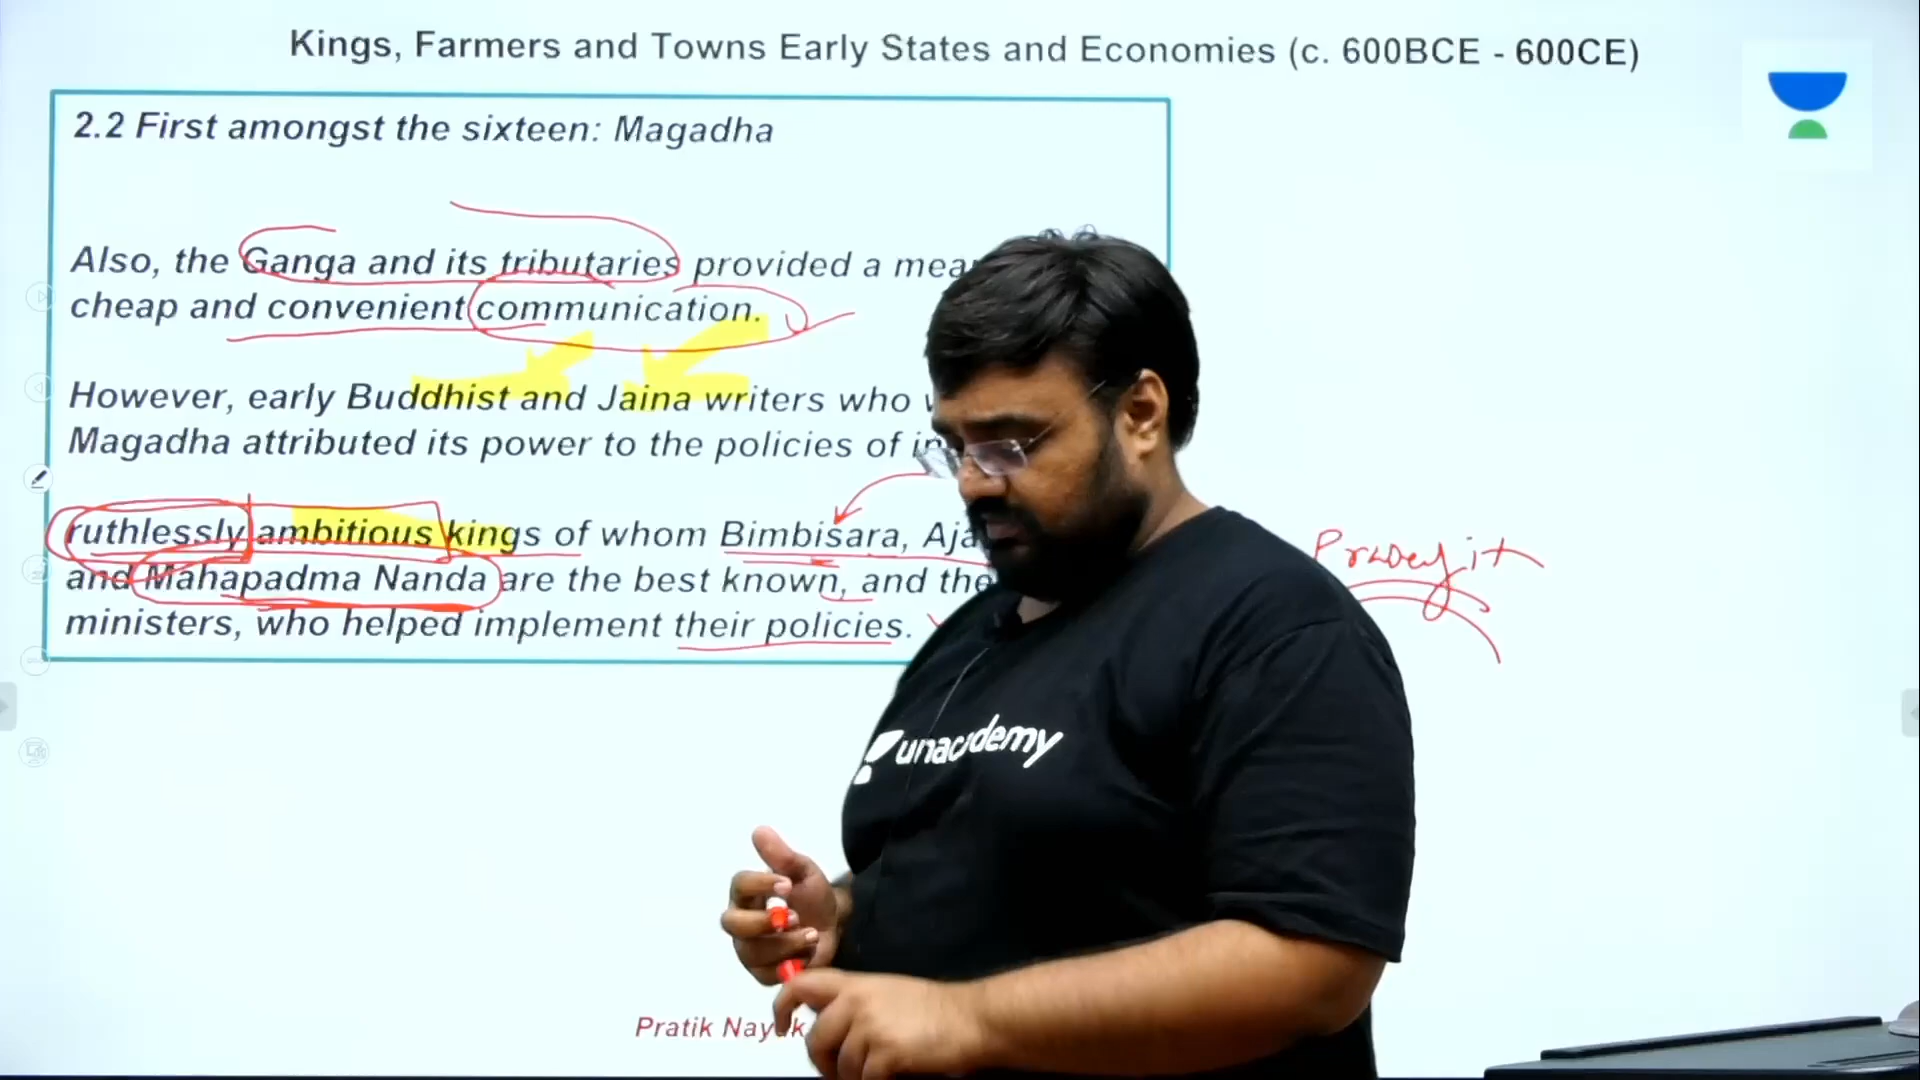 Kings, Farmers and Towns Early States and Economies (c. 600BCE - 600CE)
2.2 First amongst the sixteen: Magadha
Also, the Ganga and its tributaries provided a
cheap and convenient communication.
However, early Buddhist and Jaina writers who
Magadha attributed its power to the policies of
ruthlessly ambitious kings of whom Bimbisara,
and Mahapadma Nanda are the best known, and
ministers, who helped implement their policies.
unacademy
Pratik